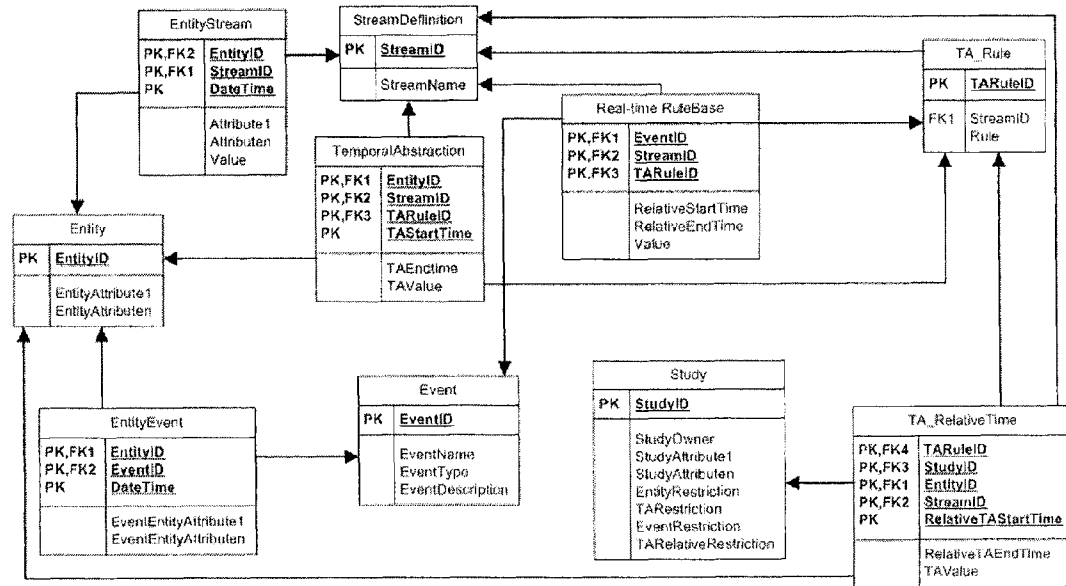 EntityStream
PK,FK2 EntityID
PK,FK1 StreamID
PK DateTime
Attribute1
Attributen
Value
StreamDefinition
PK StreamID
StreamName
TA_Rule
PK TARuleID
FK1 StreamID
Rule
Real-time RuleBase
PK,FK1 EventID
PK,FK2 StreamID
PK,FK3 TARuleID
RelativeStartTime
RelativeEndTime
Value
TemporalAbstraction
PK,FK1 EntityID
PK,FK2 StreamID
PK,FK3 TARuleID
PK TAStartTime
TAEndtime
TAValue
Entity
PK EntityID
EntityAttribute1
EntityAttributen
Event
PK EventID
EventName
EventType
EventDescription
Study
PK StudyID
StudyOwner
StudyAttribute1
StudyAttributen
EntityRestriction
TARestriction
EventRestriction
TARelativeRestriction
EntityEvent
PK,FK1 EntityID
PK,FK2 EventID
PK DateTime
EventEntityAttribute1
EventEntityAttributen
TA_RelativeTime
PK,FK4 TARuleID
PK,FK3 StudyID
PK,FK1 EntityID
PK,FK2 StreamID
PK RelativeTAStartTime
RelativeTAEndTime
TAValue